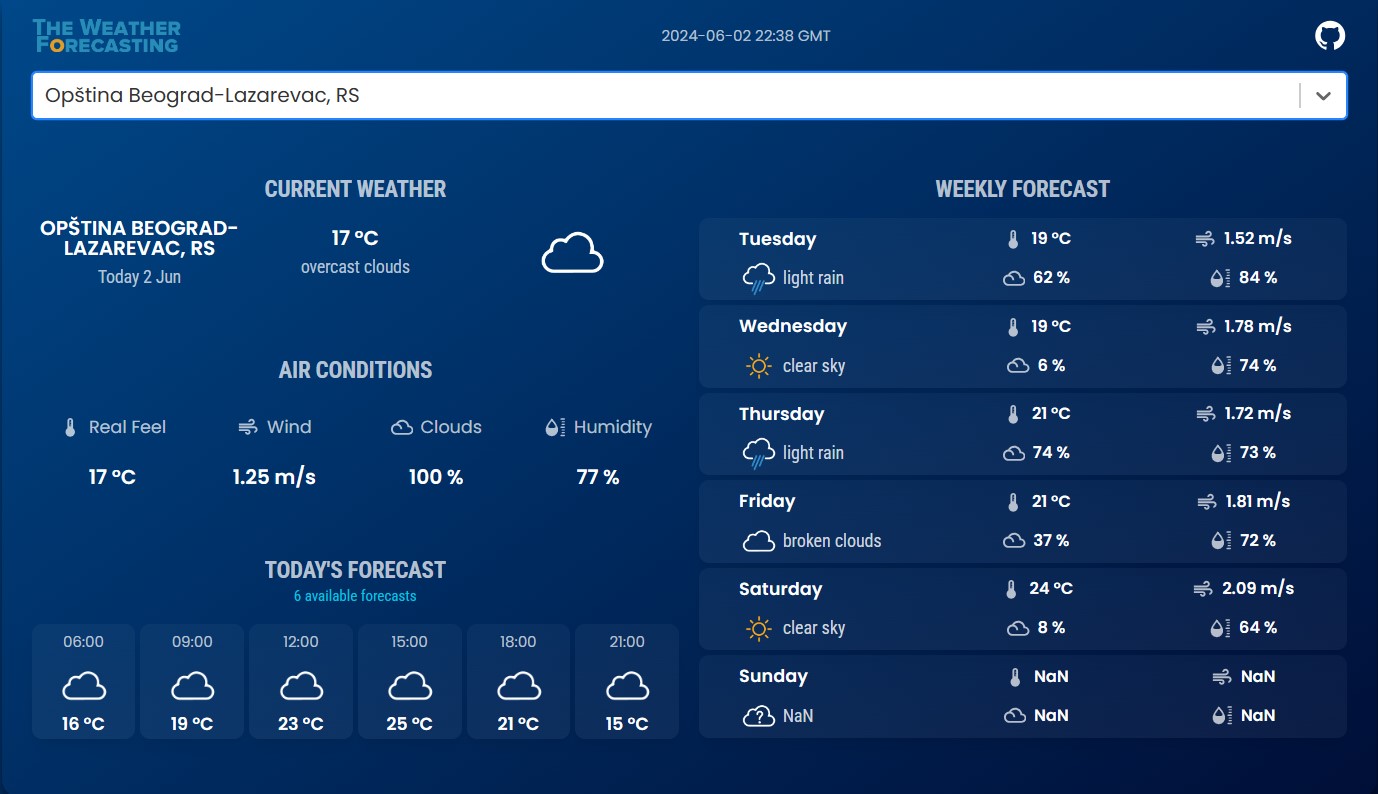 THE WEATHER
FORECASTING
2024-06-02 22:38 GMT
Opština Beograd-Lazarevac, RS
CURRENT WEATHER
OPŠTINA BEOGRAD-
LAZAREVAC, RS
Today 2 Jun
17 °C
overcast clouds
AIR CONDITIONS
Real Feel Wind Clouds Humidity
17 °C 1.25 m/s 100 % 77 %
TODAY'S FORECAST
6 available forecasts
06:00 09:00 12:00 15:00 18:00 21:00
16 °C 19 °C 23 °C 25 °C 21 °C 15 °C
WEEKLY FORECAST
Tuesday 19 °C 1.52 m/s
light rain 62 % 84 %
Wednesday 19 °C 1.78 m/s
clear sky 6 % 74 %
Thursday 21 °C 1.72 m/s
light rain 74 % 73 %
Friday 21 °C 1.81 m/s
broken clouds 37 % 72 %
Saturday 24 °C 2.09 m/s
clear sky 8 % 64 %
Sunday NaN NaN
? NaN NaN NaN